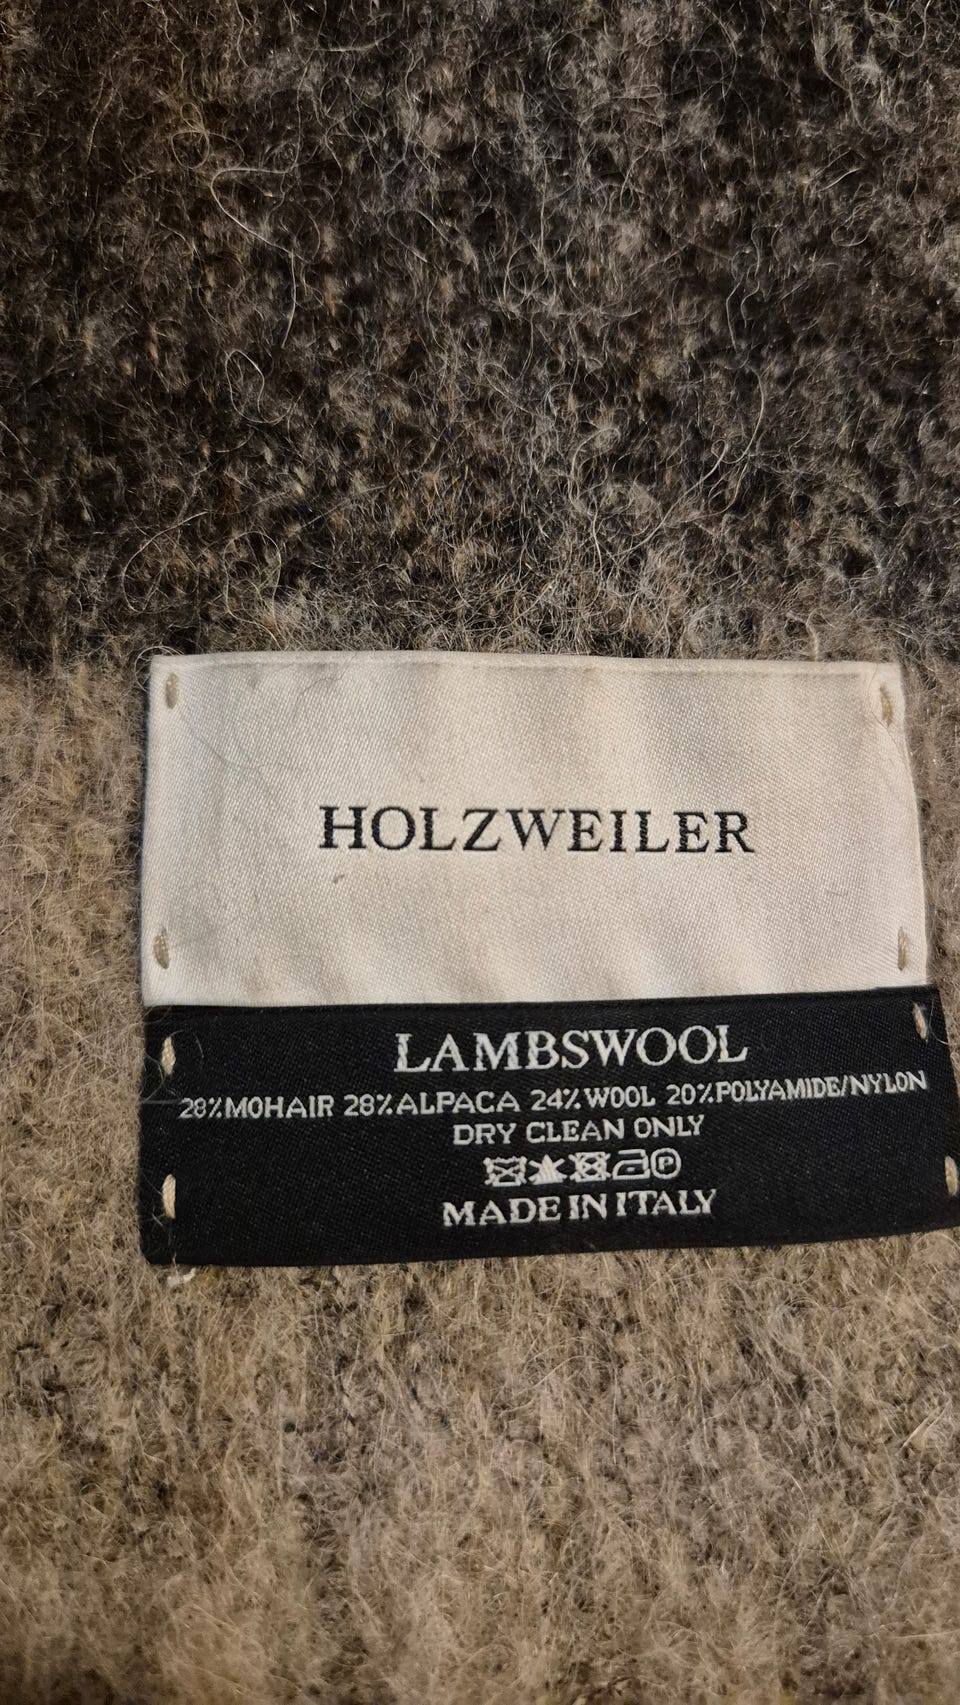 HOLZWEILER
LAMBSWOOL
28%MOHAIR 28%ALPACA 24%WOOL 20%POLYAMIDE/NYLON
DRY CLEAN ONLY
P
MADE IN ITALY